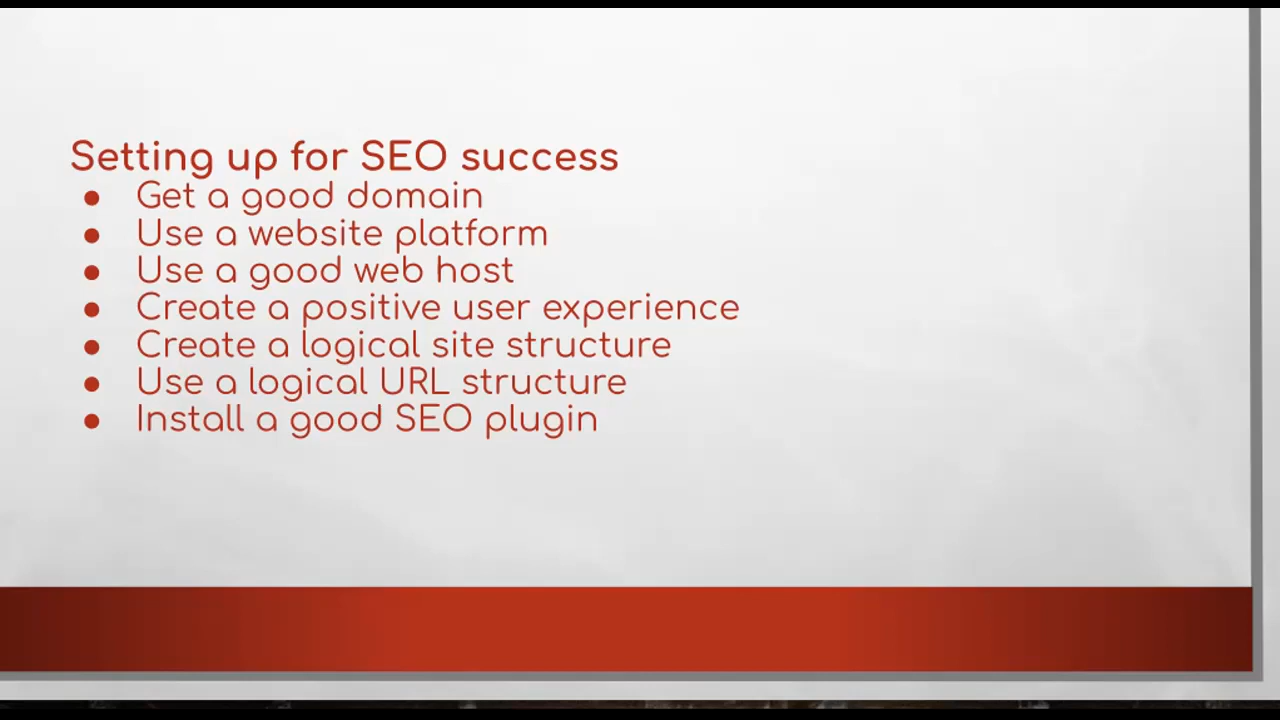 Setting up for SEO success
● Get a good domain
● Use a website platform
● Use a good web host
● Create a positive user experience
● Create a logical site structure
● Use a logical URL structure
● Install a good SEO plugin